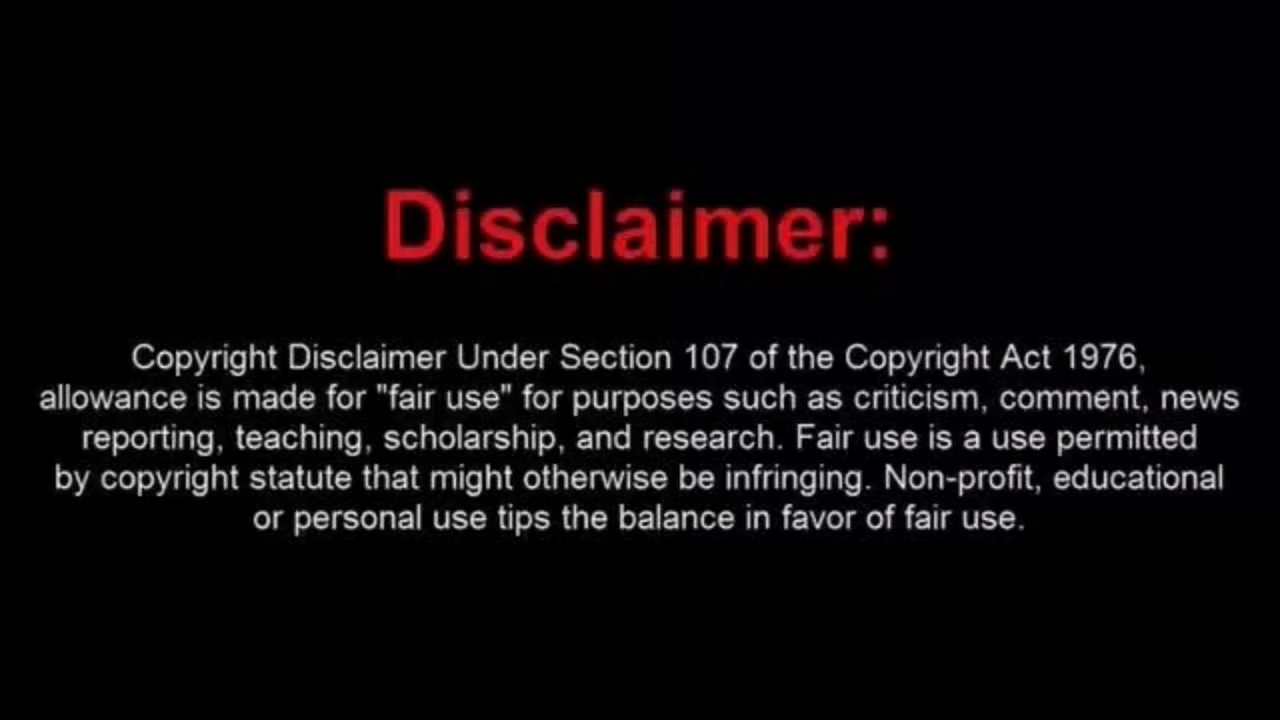 Disclaimer:
Copyright Disclaimer Under Section 107 of the Copyright Act 1976,
allowance is made for "fair use" for purposes such as criticism, comment, news
reporting, teaching, scholarship, and research. Fair use is a use permitted
by copyright statute that might otherwise be infringing. Non-profit, educational
or personal use tips the balance in favor of fair use.